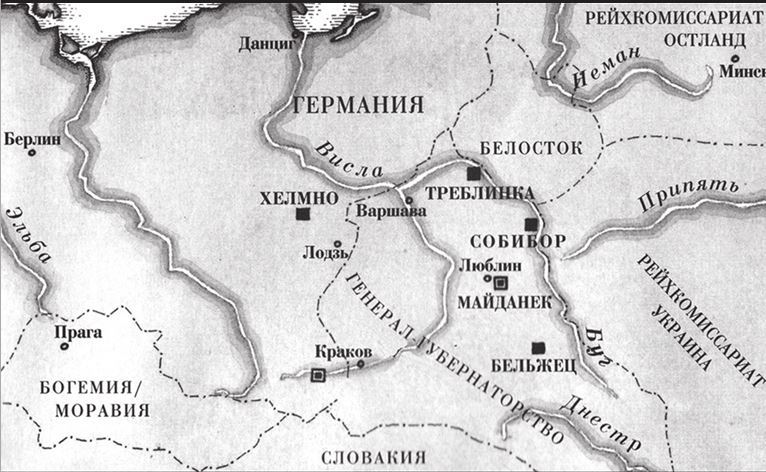 РЕЙХКОМИССАРИАТ
ОСТЛАНД
Данциг
Минск
Неман
ГЕРМАНИЯ
Берлин
Висла
БЕЛОСТОК
ТРЕБЛИНКА
Припять
ХЕЛМНО
Варшава
Эльба
СОБИБОР
Лодзь
Люблин
МАЙДАНЕК
РЕЙХКОМИССАРИАТ
УКРАИНА
ГЕНЕРАЛ ГУБЕРНАТОРСТВО
Прага
Краков
Буг
БЕЛЬЖЕЦ
БОГЕМИЯ/
МОРАВИЯ
Днестр
СЛОВАКИЯ